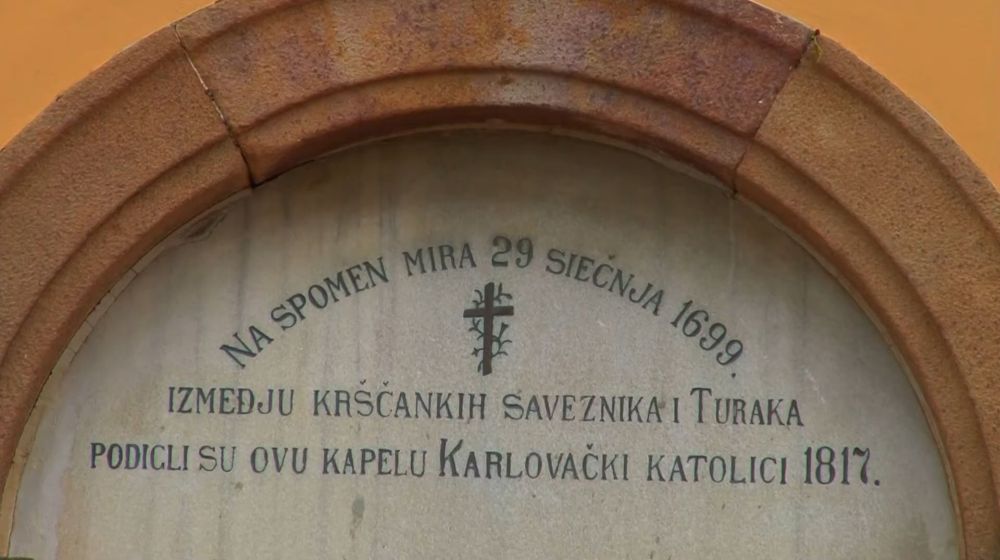 NA SPOMEN MIRA 29 SIEČNJA 1699.
IZMEĐJU KRŠČANKIH SAVEZNIKA I TURAKA
PODIGLI SU OVU KAPELU KARLOVAČKI KATOLICI 1817.